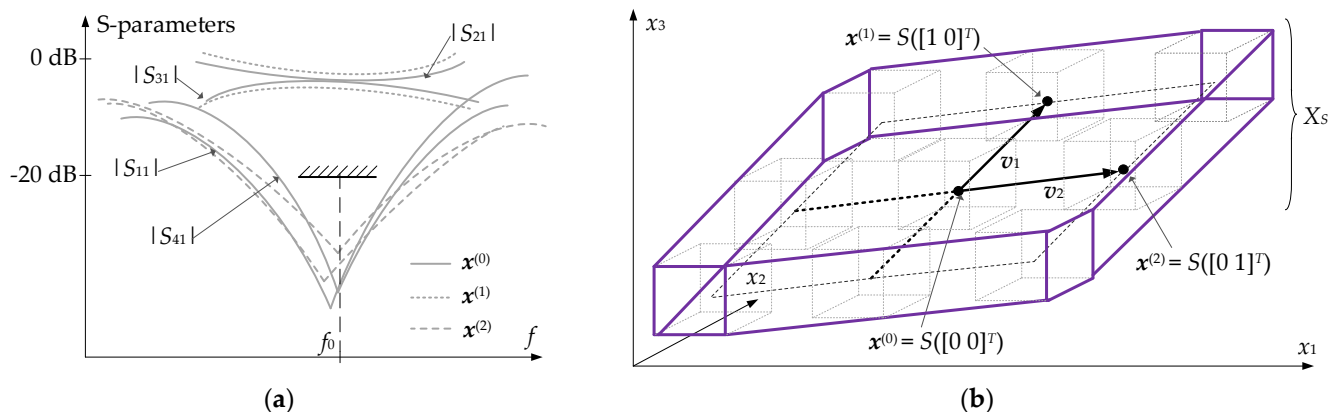 S-parameters
0 dB
|S21|
|S31|
-20 dB
|S11|
|S41|
x(0)
x(1)
x(2)
f0
f
(a)
x3
x(1) = S([1 0]T)
XS
v1
v2
x2
x(2) = S([0 1]T)
x(0) = S([0 0]T)
x1
(b)